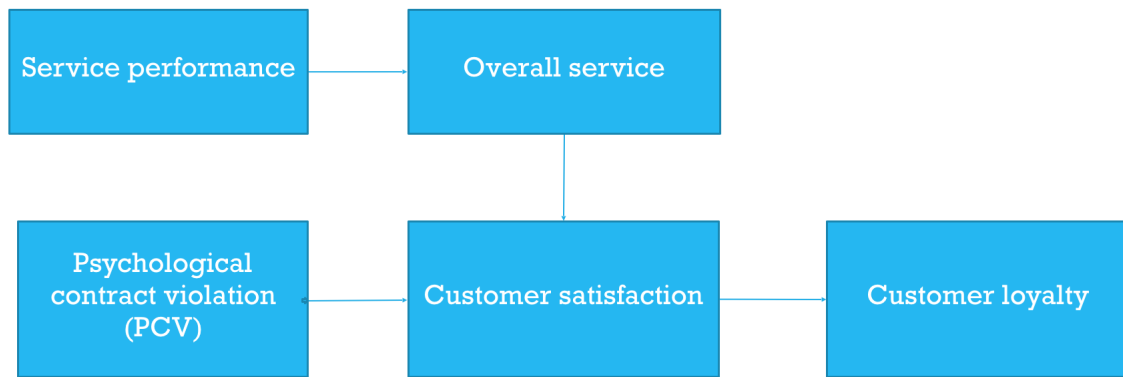 Service performance
Overall service
Psychological
contract violation
(PCV)
Customer satisfaction
Customer loyalty